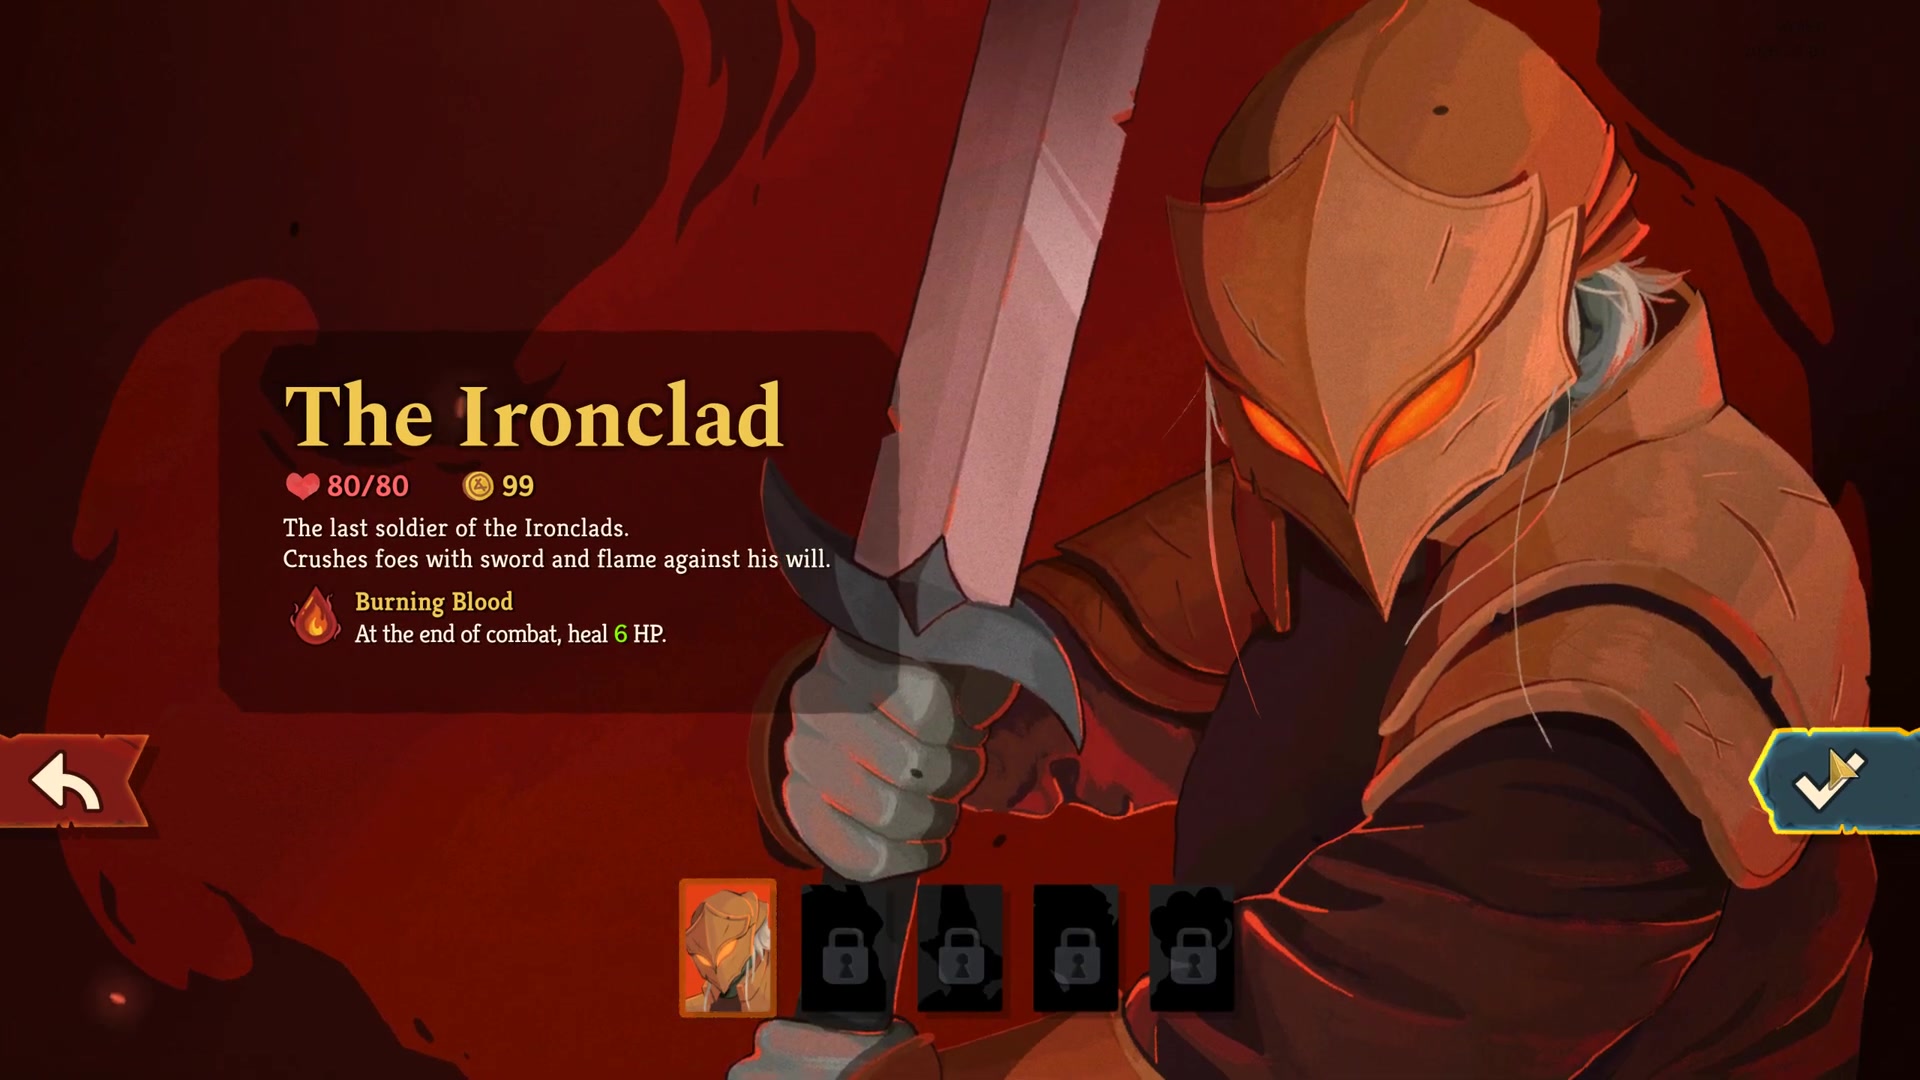 The Ironclad
80/80 99
The last soldier of the Ironclads.
Crushes foes with sword and flame against his will.
Burning Blood
At the end of combat, heal 6 HP.